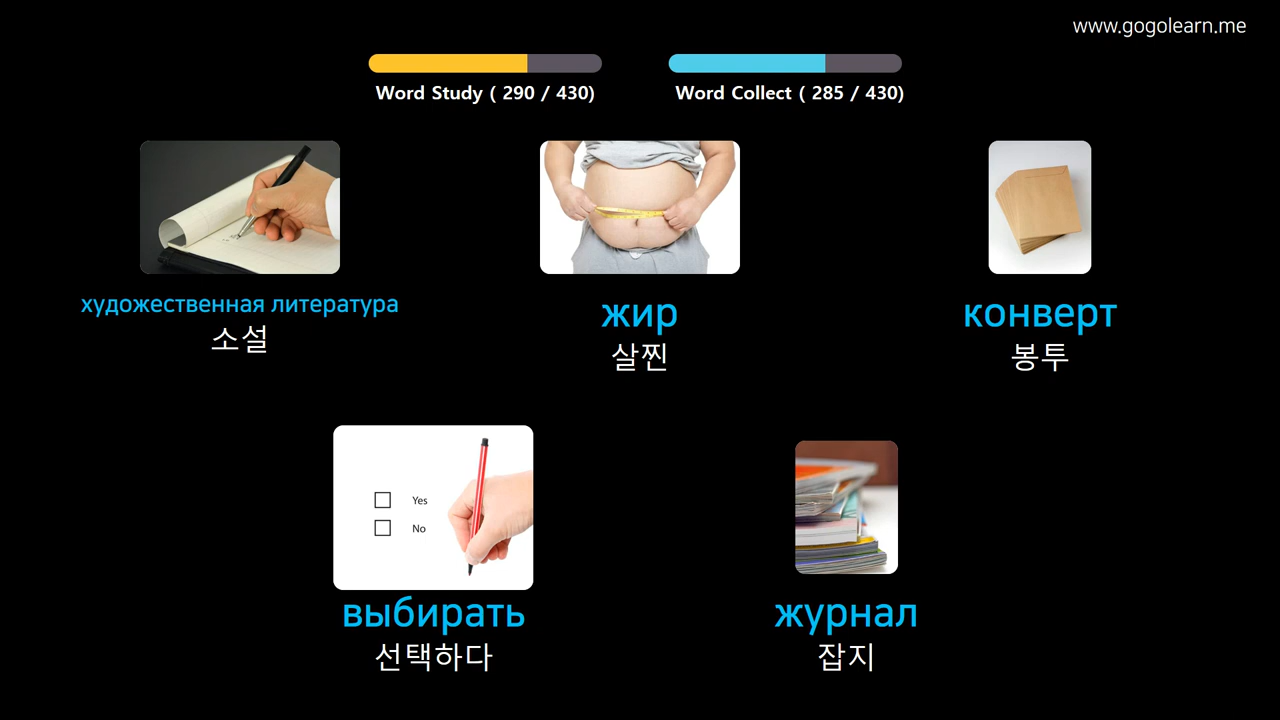 www.gogolearn.me
Word Study ( 290 / 430)
Word Collect ( 285 / 430)
художественная литература
소설
жир
살찐
конверт
봉투
Yes
No
выбирать
선택하다
журнал
잡지